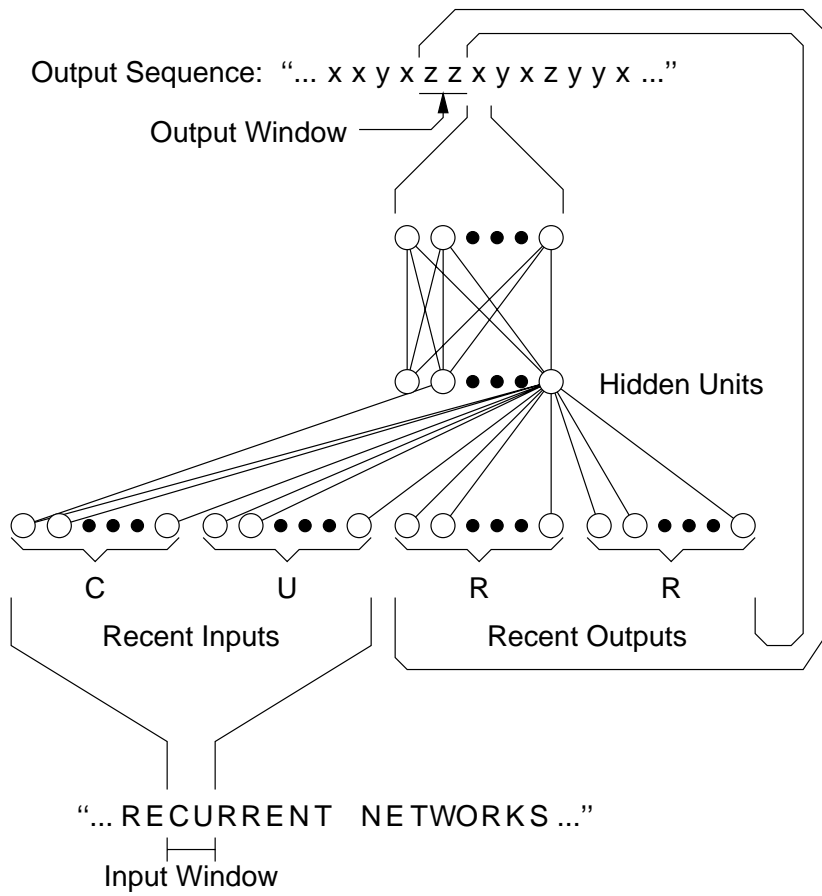 Output Sequence: “... x x y x z z x y x z y y x ...”
Output Window
Hidden Units
C U R R
Recent Inputs Recent Outputs
“... RECURRENT NETWORKS ...”
Input Window